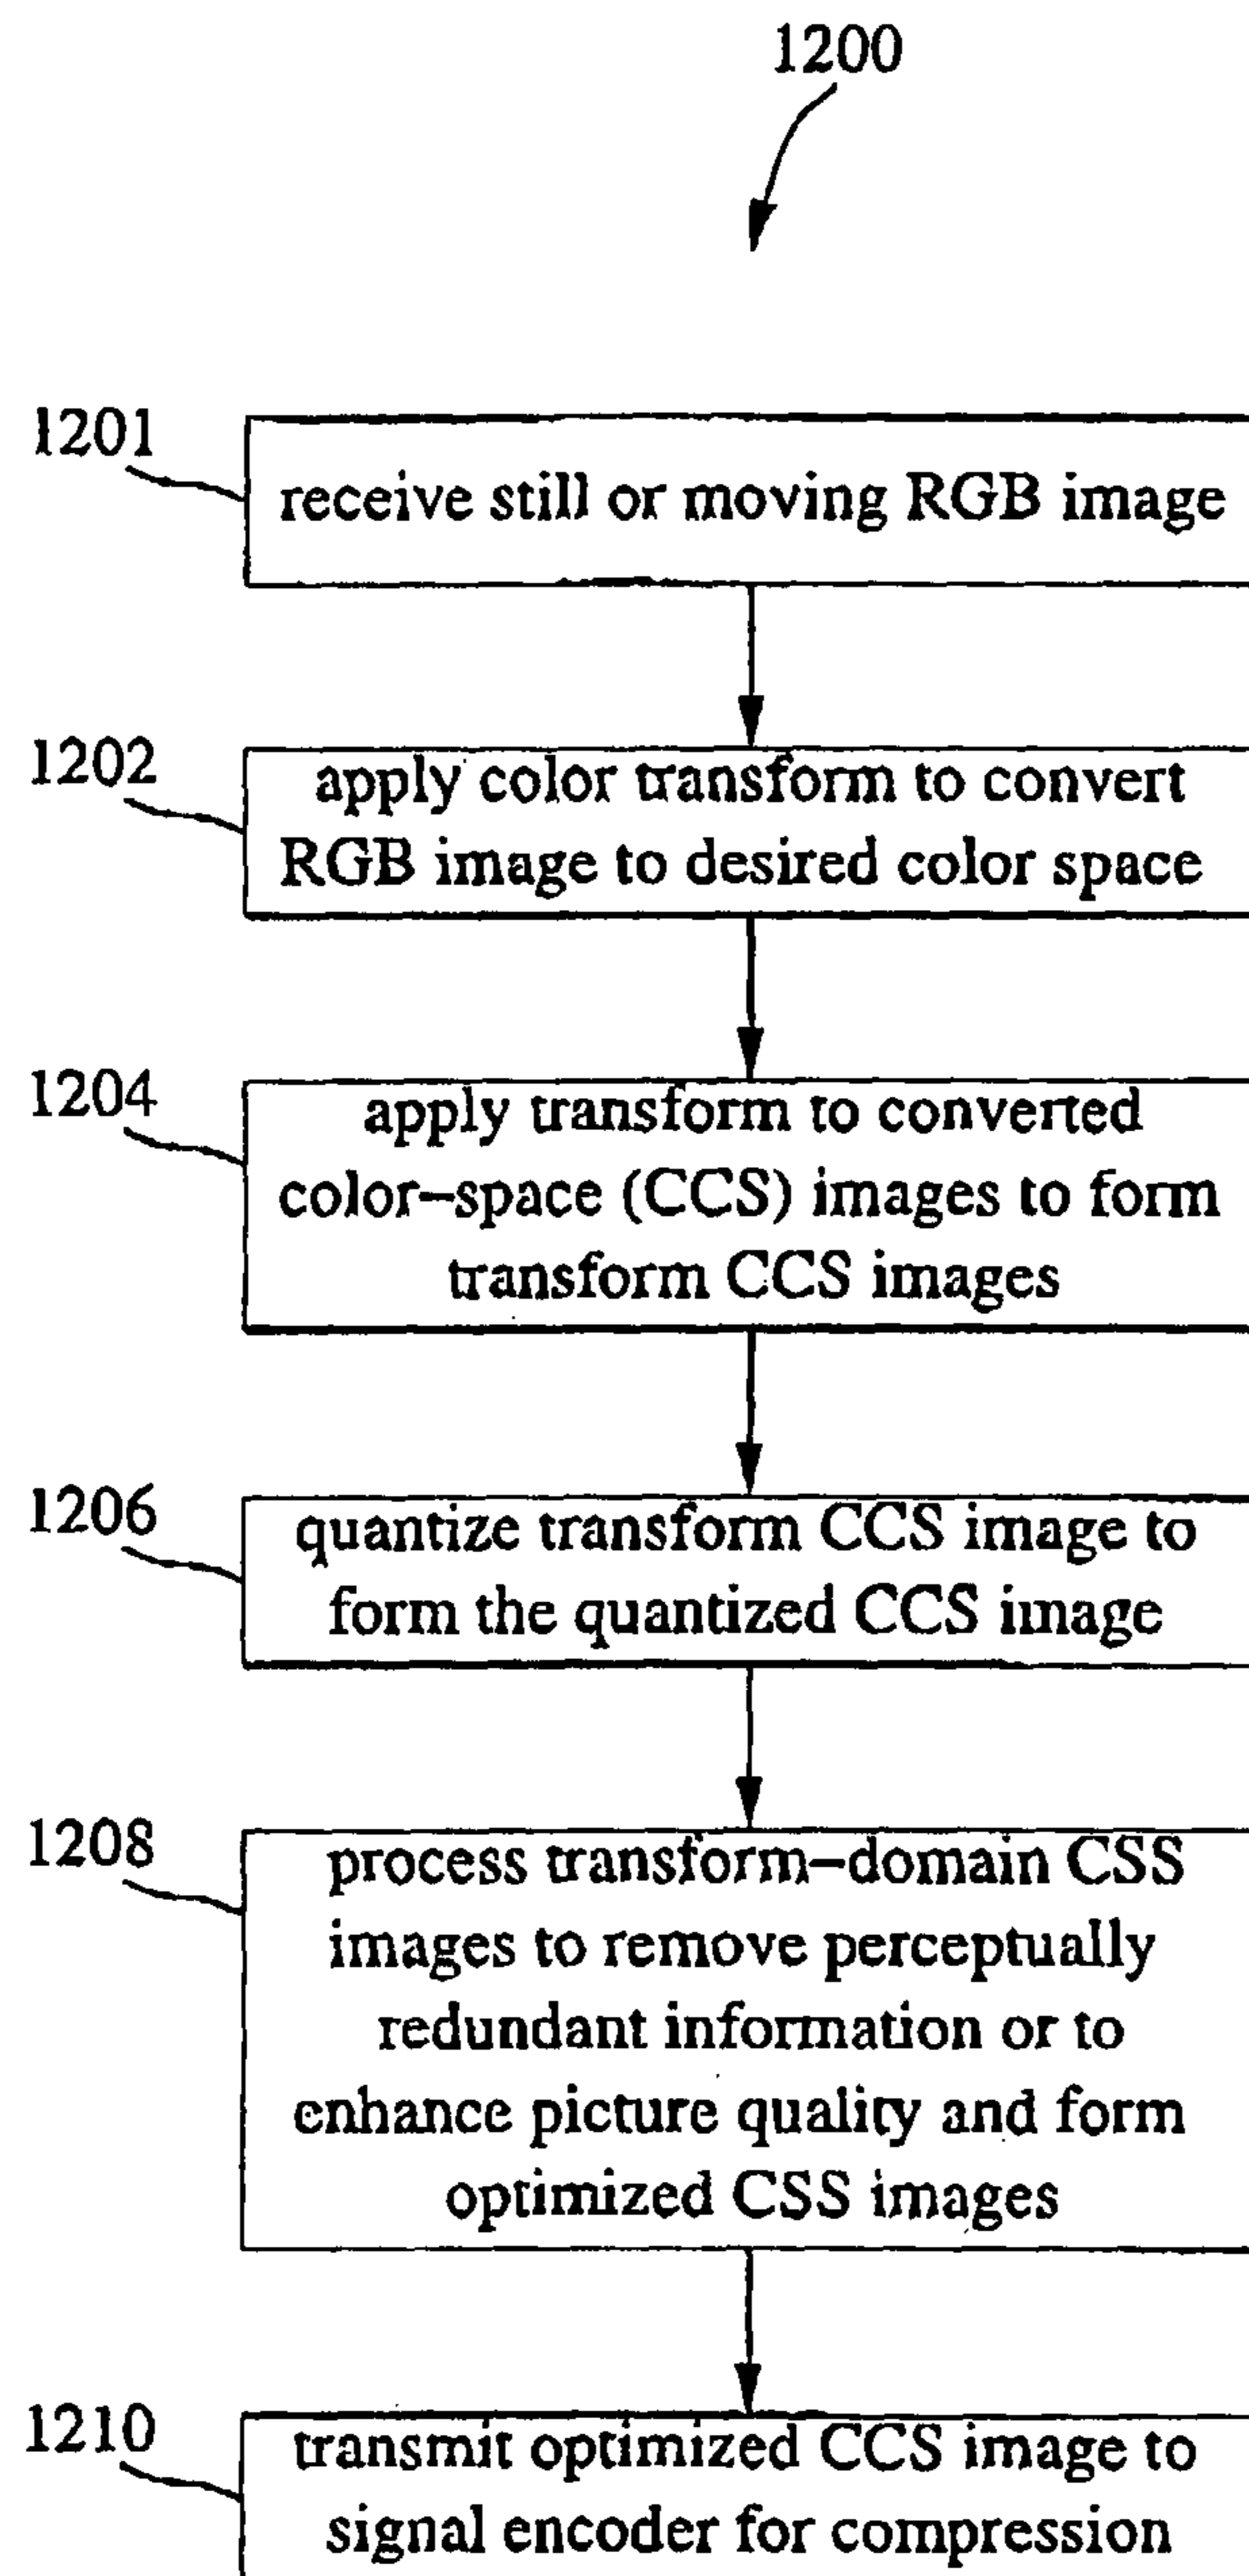 1200
1201
receive still or moving RGB image
1202
apply color transform to convert
RGB image to desired color space
1204
apply transform to converted
color-space (CCS) images to form
transform CCS images
1206
quantize transform CCS image to
form the quantized CCS image
1208
process transform-domain CSS
images to remove perceptually
redundant information or to
enhance picture quality and form
optimized CSS images
1210
transmit optimized CCS image to
signal encoder for compression